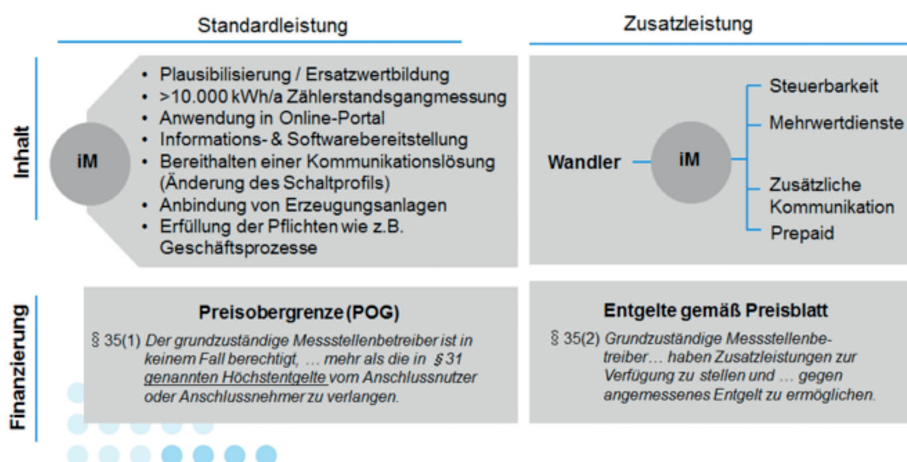 Standardleistung
Zusatzleistung
Inhalt
iM
• Plausibilisierung / Ersatzwertbildung
• >10.000 kWh/a Zählerstandsgangmessung
• Anwendung in Online-Portal
• Informations- & Softwarebereitstellung
• Bereithalten einer Kommunikationslösung
(Änderung des Schaltprofils)
• Anbindung von Erzeugungsanlagen
• Erfüllung der Pflichten wie z.B.
Geschäftsprozesse
Wandler
iM
Steuerbarkeit
Mehrwertdienste
Zusätzliche
Kommunikation
Prepaid
Finanzierung
Preisobergrenze (POG)
§ 35(1) Der grundzuständige Messstellenbetreiber ist in
keinem Fall berechtigt, … mehr als die in § 31
genannten Höchstentgelte vom Anschlussnutzer
oder Anschlussnehmer zu verlangen.
Entgelte gemäß Preisblatt
§ 35(2) Grundzuständige Messstellenbe-
treiber… haben Zusatzleistungen zur
Verfügung zu stellen und … gegen
angemessenes Entgelt zu ermöglichen.